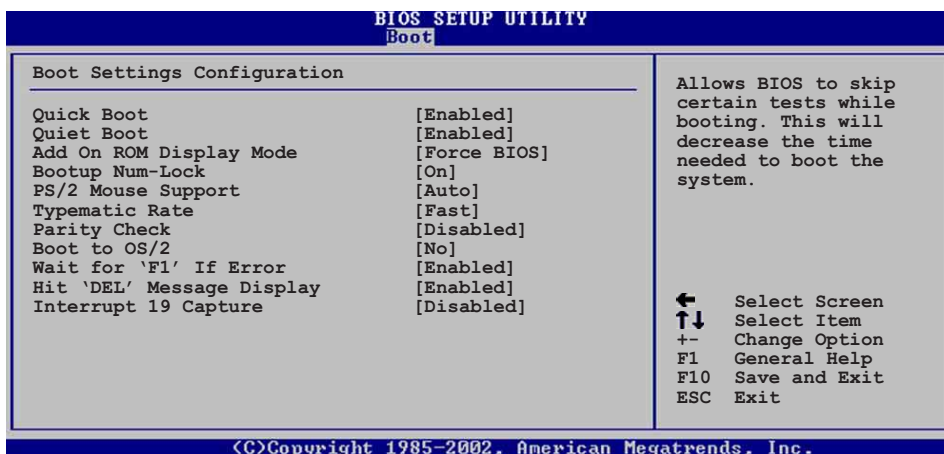 BIOS SETUP UTILITY
Boot
Boot Settings Configuration
Quick Boot [Enabled]
Quiet Boot [Enabled]
Add On ROM Display Mode [Force BIOS]
Bootup Num-Lock [On]
PS/2 Mouse Support [Auto]
Typematic Rate [Fast]
Parity Check [Disabled]
Boot to OS/2 [No]
Wait for ‘F1’ If Error [Enabled]
Hit ‘DEL’ Message Display [Enabled]
Interrupt 19 Capture [Disabled]
Allows BIOS to skip
certain tests while
booting. This will
decrease the time
needed to boot the
system.
← Select Screen
↑↓ Select Item
+- Change Option
F1 General Help
F10 Save and Exit
ESC Exit
(C)Copyright 1985-2002, American Megatrends, Inc.